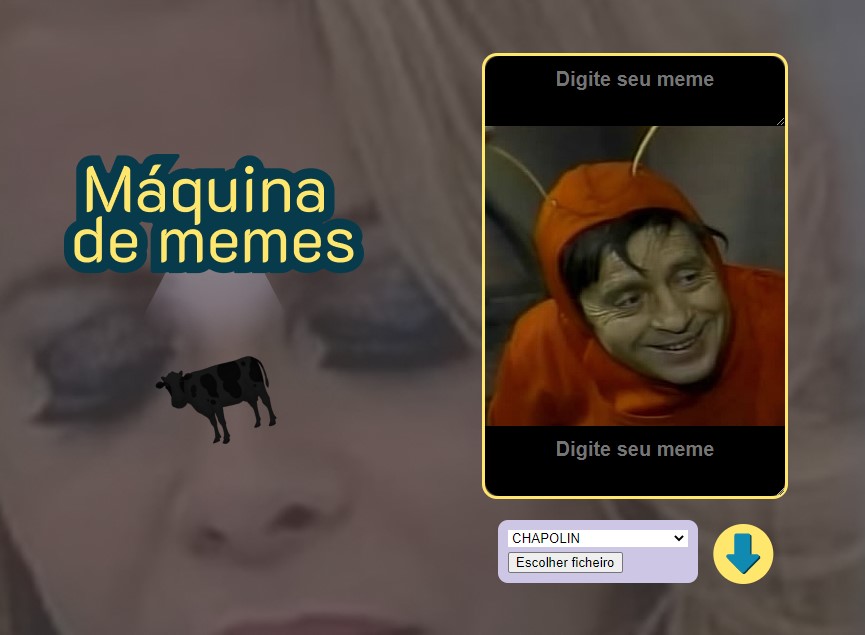 Máquina
de memes
Digite seu meme
Digite seu meme
CHAPOLIN
Escolher ficheiro